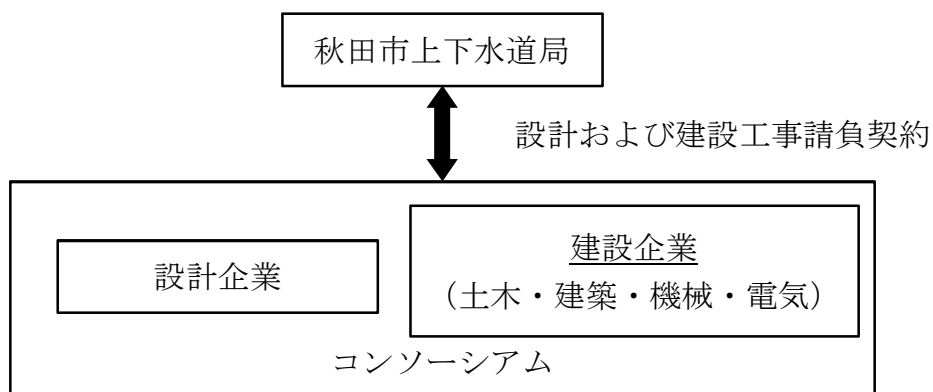 秋田市上下水道局
設計および建設工事請負契約
設計企業
建設企業
（土木・建築・機械・電気）
コンソーシアム